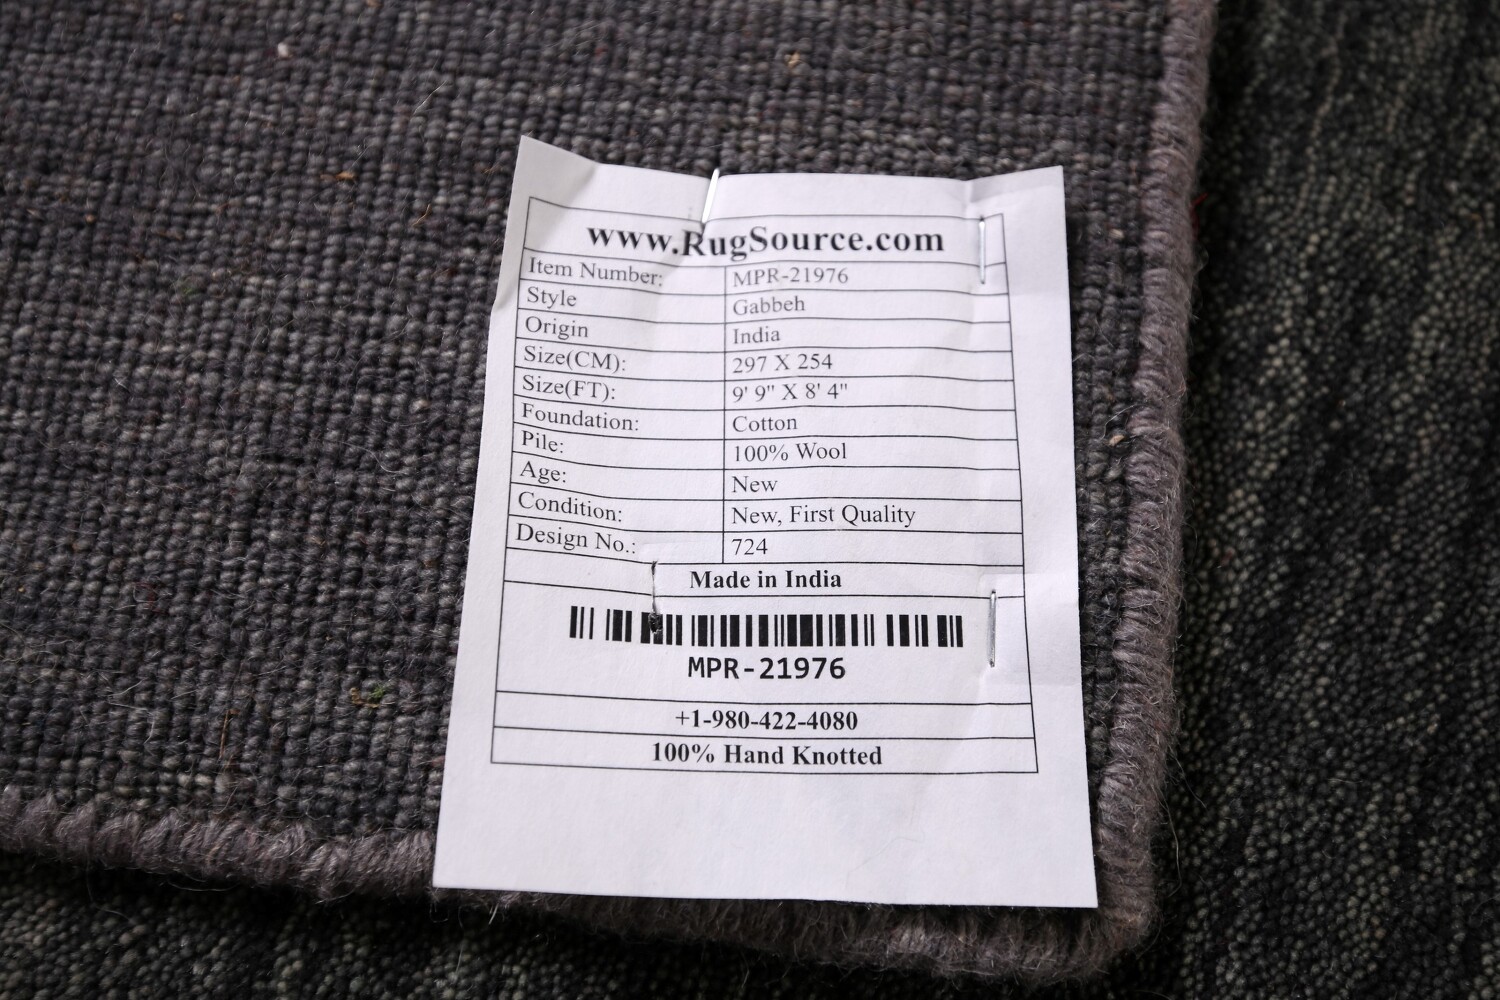 www.RugSource.com
Item Number: MPR-21976
Style Gabbeh
Origin India
Size(CM): 297 X 254
Size(FT): 9' 9" X 8' 4"
Foundation: Cotton
Pile: 100% Wool
Age: New
Condition: New, First Quality
Design No.: 724
Made in India
MPR-21976
+1-980-422-4080
100% Hand Knotted